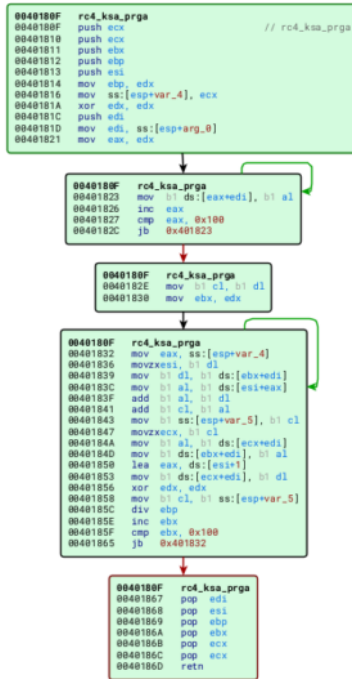 0040180F rc4_ksa_prga
0040180F push ecx // rc4_ksa_prga
00401810 push ecx
00401811 push ebx
00401812 push ebp
00401813 push esi
00401814 mov ebp, edx
00401816 mov ss:[esp+var_4], ecx
0040181A xor edx, edx
0040181C push edi
0040181D mov edi, ss:[esp+arg_0]
00401821 mov eax, edx
0040180F rc4_ksa_prga
00401823 mov b1 ds:[eax+edi], b1 al
00401826 inc eax
00401827 cmp eax, 0x100
0040182C jb 0x401823
0040180F rc4_ksa_prga
0040182E mov b1 cl, b1 dl
00401830 mov ebx, edx
0040180F rc4_ksa_prga
00401832 mov eax, ss:[esp+var_4]
00401836 movzxesi, b1 dl
00401839 mov b1 dl, b1 ds:[ebx+edi]
0040183C mov b1 al, b1 ds:[esi+eax]
0040183F add b1 al, b1 dl
00401841 add b1 cl, b1 al
00401843 mov b1 ss:[esp+var_5], b1 cl
00401847 movzxecx, b1 cl
0040184A mov b1 al, b1 ds:[ecx+edi]
0040184D mov b1 ds:[ebx+edi], b1 al
00401850 lea eax, ds:[esi+1]
00401853 mov b1 ds:[ecx+edi], b1 dl
00401856 xor edx, edx
00401858 mov b1 cl, b1 ss:[esp+var_5]
0040185C div ebp
0040185E inc ebx
0040185F cmp ebx, 0x100
00401865 jb 0x401832
0040180F rc4_ksa_prga
00401867 pop edi
00401868 pop esi
00401869 pop ebp
0040186A pop ebx
0040186B pop ecx
0040186C pop ecx
0040186D retn